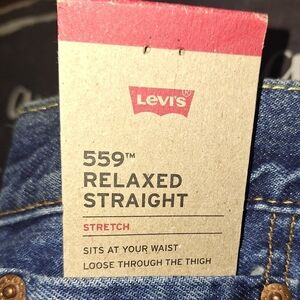 LEVI'S
559™
RELAXED
STRAIGHT
STRETCH
SITS AT YOUR WAIST
LOOSE THROUGH THE THIGH